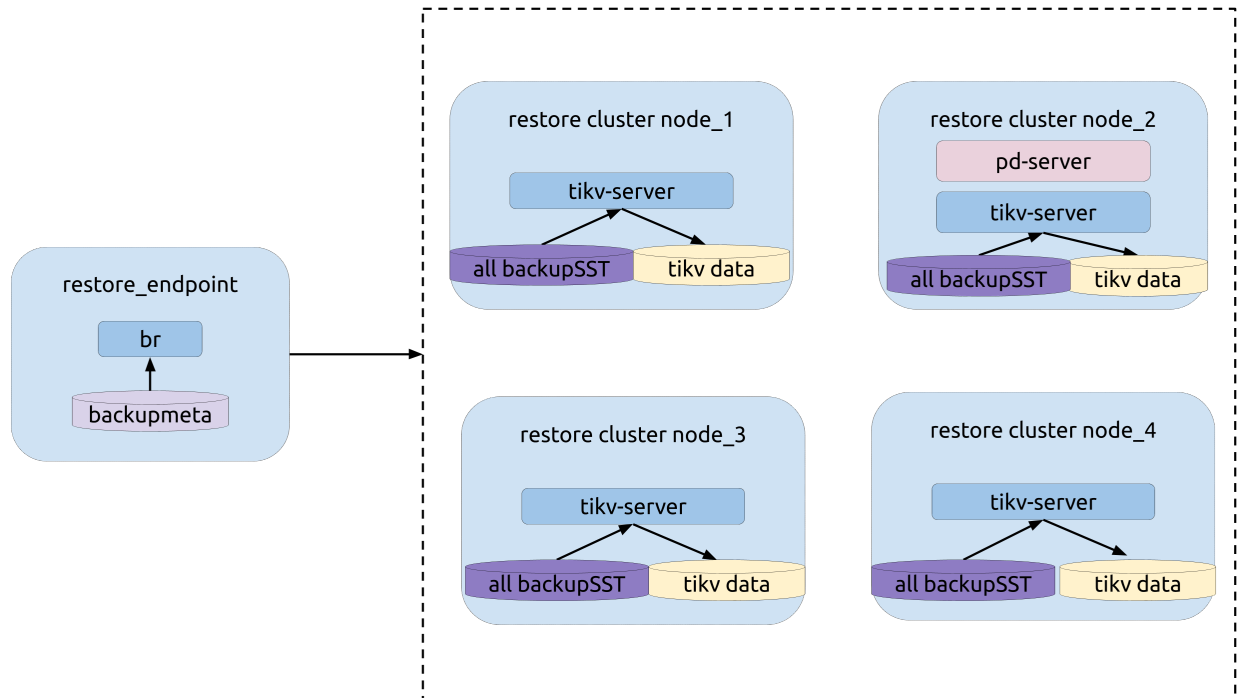 restore_endpoint
br
backupmeta
restore cluster node_1
tikv-server
all backupSST
tikv data
restore cluster node_2
pd-server
tikv-server
all backupSST
tikv data
restore cluster node_3
tikv-server
all backupSST
tikv data
restore cluster node_4
tikv-server
all backupSST
tikv data